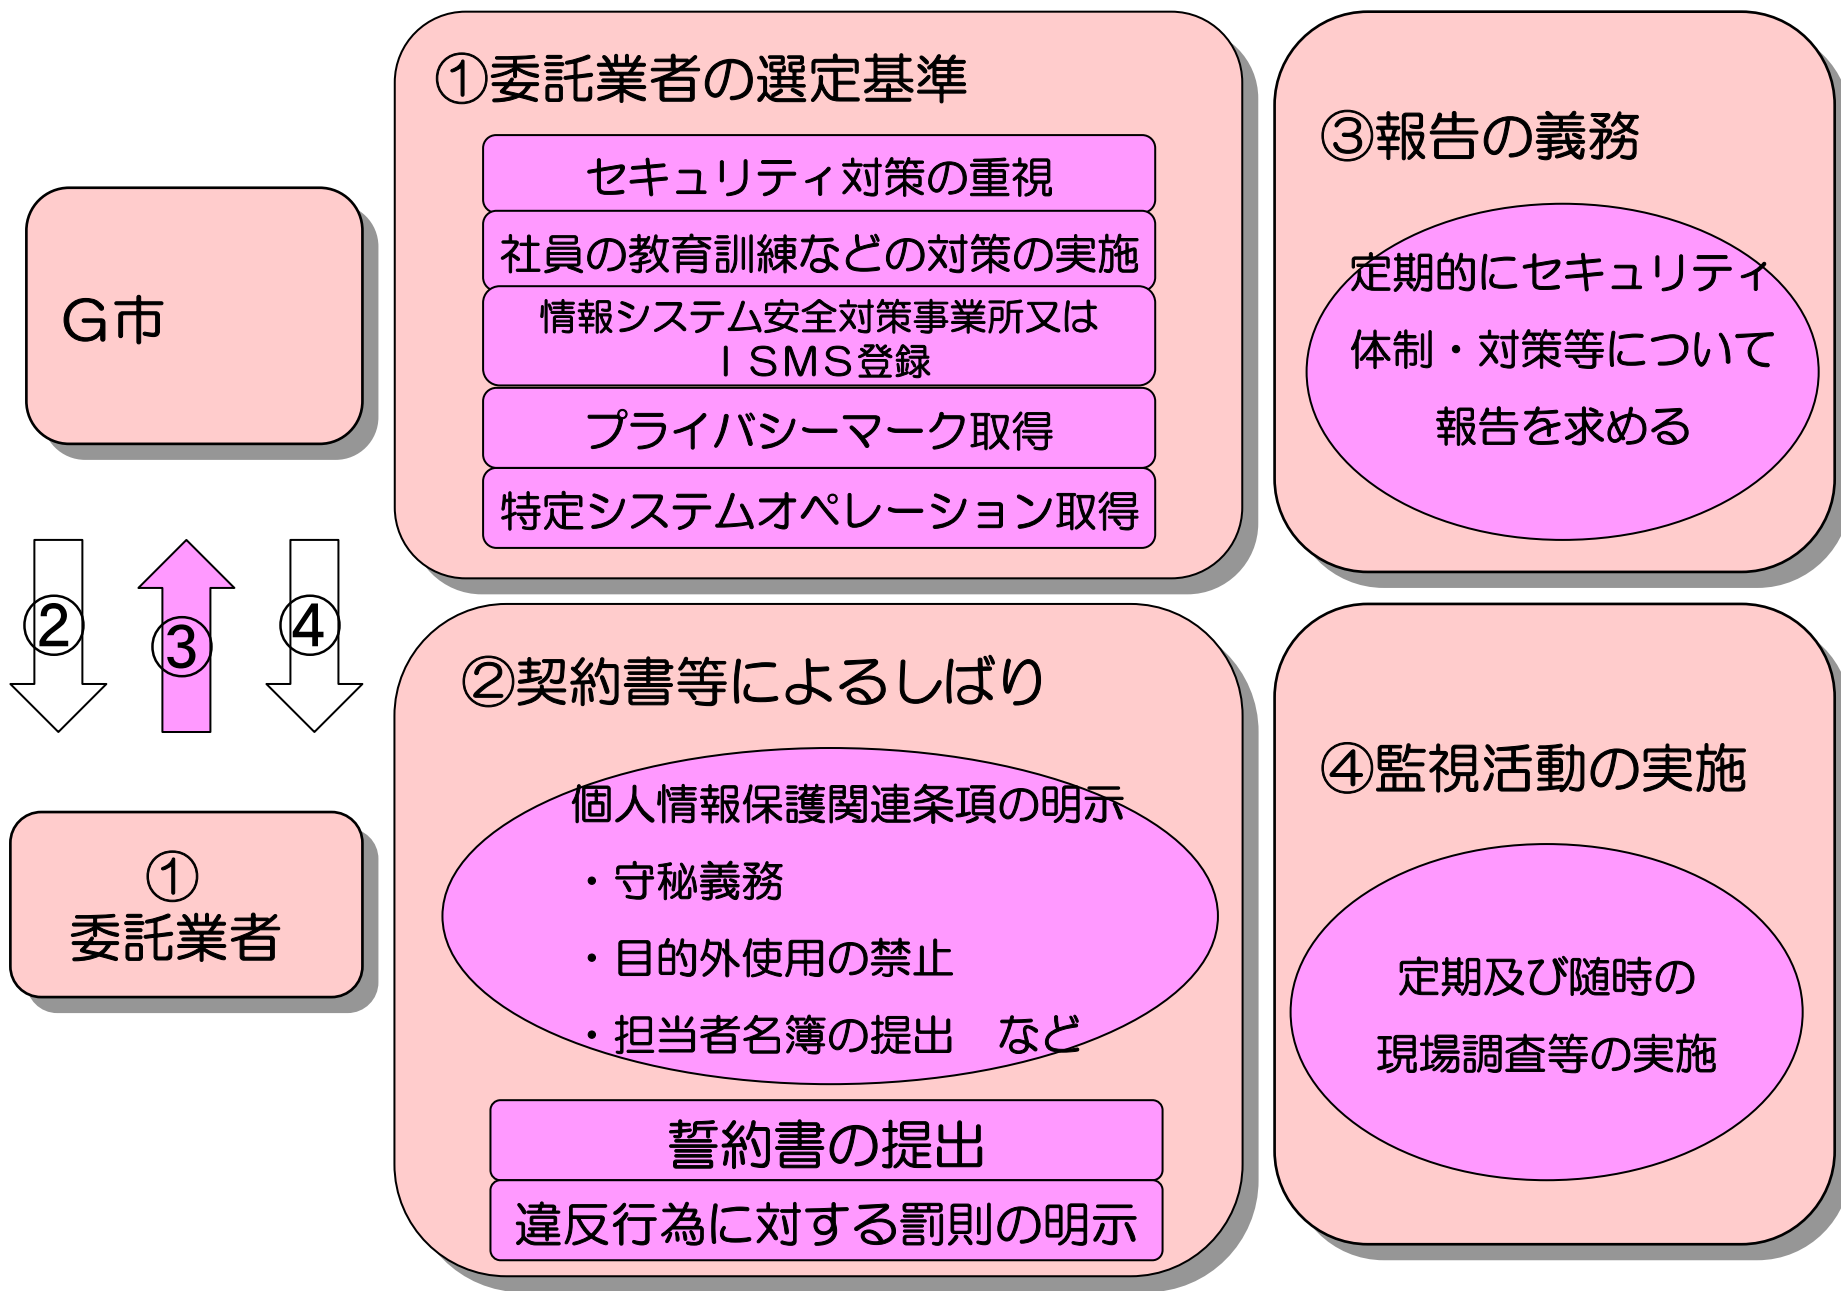 G市
②
③
④
①
委託業者
①委託業者の選定基準
セキュリティ対策の重視
社員の教育訓練などの対策の実施
情報システム安全対策事業所又は
ISMS登録
プライバシーマーク取得
特定システムオペレーション取得
②契約書等によるしばり
個人情報保護関連条項の明示
・守秘義務
・目的外使用の禁止
・担当者名簿の提出　など
誓約書の提出
違反行為に対する罰則の明示
③報告の義務
定期的にセキュリティ
体制・対策等について
報告を求める
④監視活動の実施
定期及び随時の
現場調査等の実施